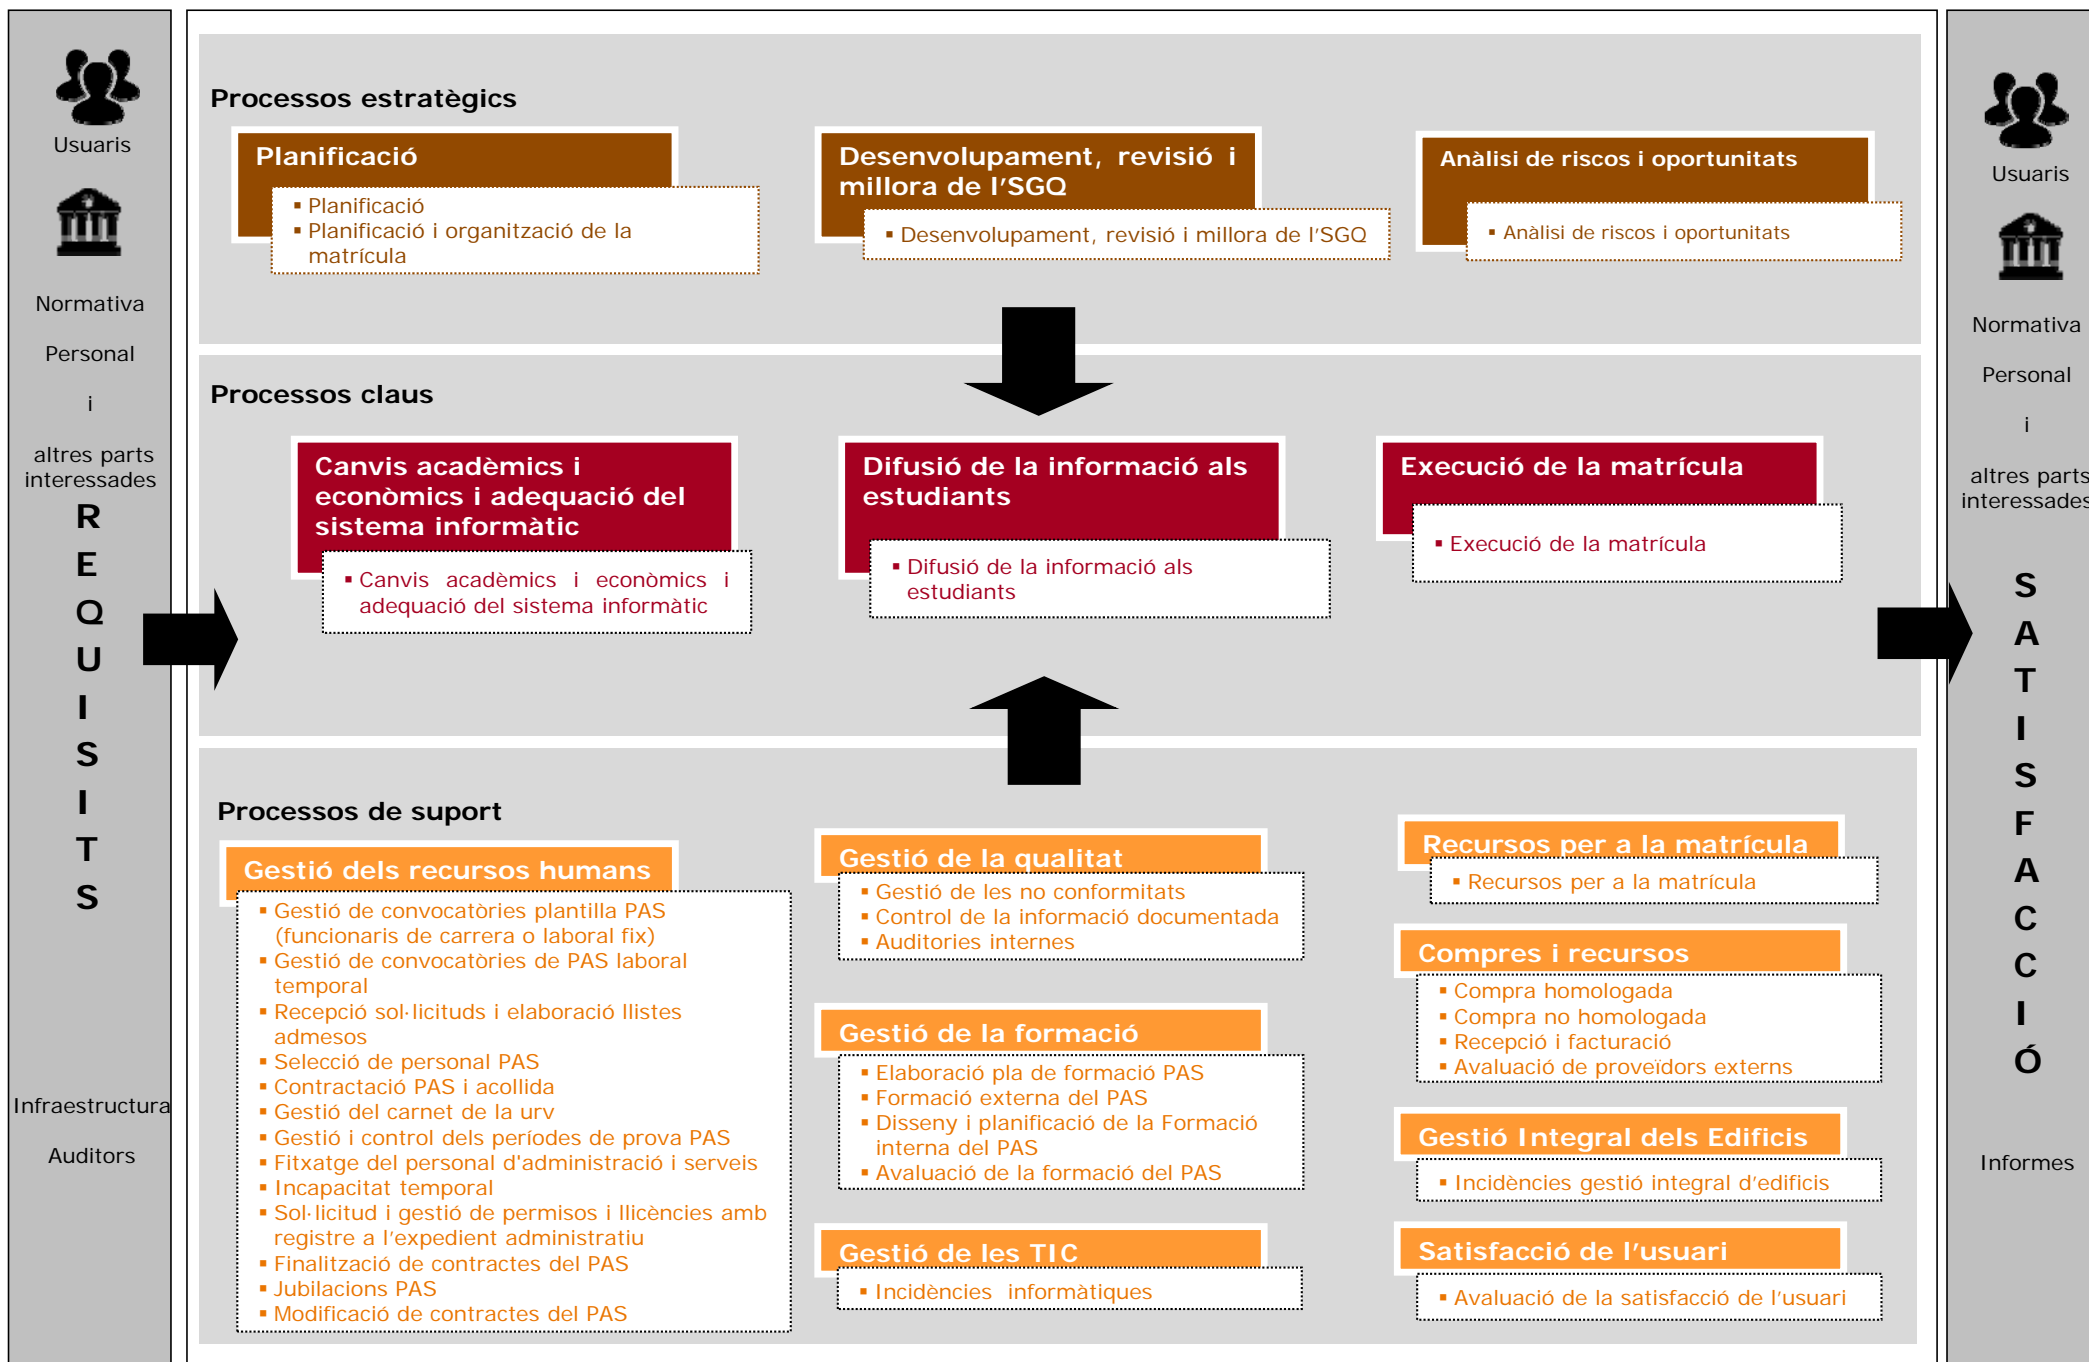 Usuaris
Normativa
Personal
i
altres parts
interessades
R
E
Q
U
I
S
I
T
S
Infraestructura
Auditors
Processos estratègics
Planificació
▪ Planificació
▪ Planificació i organització de la
matrícula
Desenvolupament, revisió i
millora de l'SGQ
▪ Desenvolupament, revisió i millora de l'SGQ
Anàlisi de riscos i oportunitats
▪ Anàlisi de riscos i oportunitats
Processos claus
Canvis acadèmics i
econòmics i adequació del
sistema informàtic
▪ Canvis acadèmics i econòmics i
adequació del sistema informàtic
Difusió de la informació als
estudiants
▪ Difusió de la informació als
estudiants
Execució de la matrícula
▪ Execució de la matrícula
Processos de suport
Gestió dels recursos humans
▪ Gestió de convocatòries plantilla PAS
(funcionaris de carrera o laboral fix)
▪ Gestió de convocatòries de PAS laboral
temporal
▪ Recepció sol·licituds i elaboració llistes
admesos
▪ Selecció de personal PAS
▪ Contractació PAS i acollida
▪ Gestió del carnet de la urv
▪ Gestió i control dels períodes de prova PAS
▪ Fitxatge del personal d'administració i serveis
▪ Incapacitat temporal
▪ Sol·licitud i gestió de permisos i llicències amb
registre a l'expedient administratiu
▪ Finalització de contractes del PAS
▪ Jubilacions PAS
▪ Modificació de contractes del PAS
Gestió de la qualitat
▪ Gestió de les no conformitats
▪ Control de la informació documentada
▪ Auditories internes
Gestió de la formació
▪ Elaboració pla de formació PAS
▪ Formació externa del PAS
▪ Disseny i planificació de la Formació
interna del PAS
▪ Avaluació de la formació del PAS
Gestió de les TIC
▪ Incidències informàtiques
Recursos per a la matrícula
▪ Recursos per a la matrícula
Compres i recursos
▪ Compra homologada
▪ Compra no homologada
▪ Recepció i facturació
▪ Avaluació de proveïdors externs
Gestió Integral dels Edificis
▪ Incidències gestió integral d'edificis
Satisfacció de l'usuari
▪ Avaluació de la satisfacció de l'usuari
Usuaris
Normativa
Personal
i
altres parts
interessades
S
A
T
I
S
F
A
C
C
I
Ó
Informes